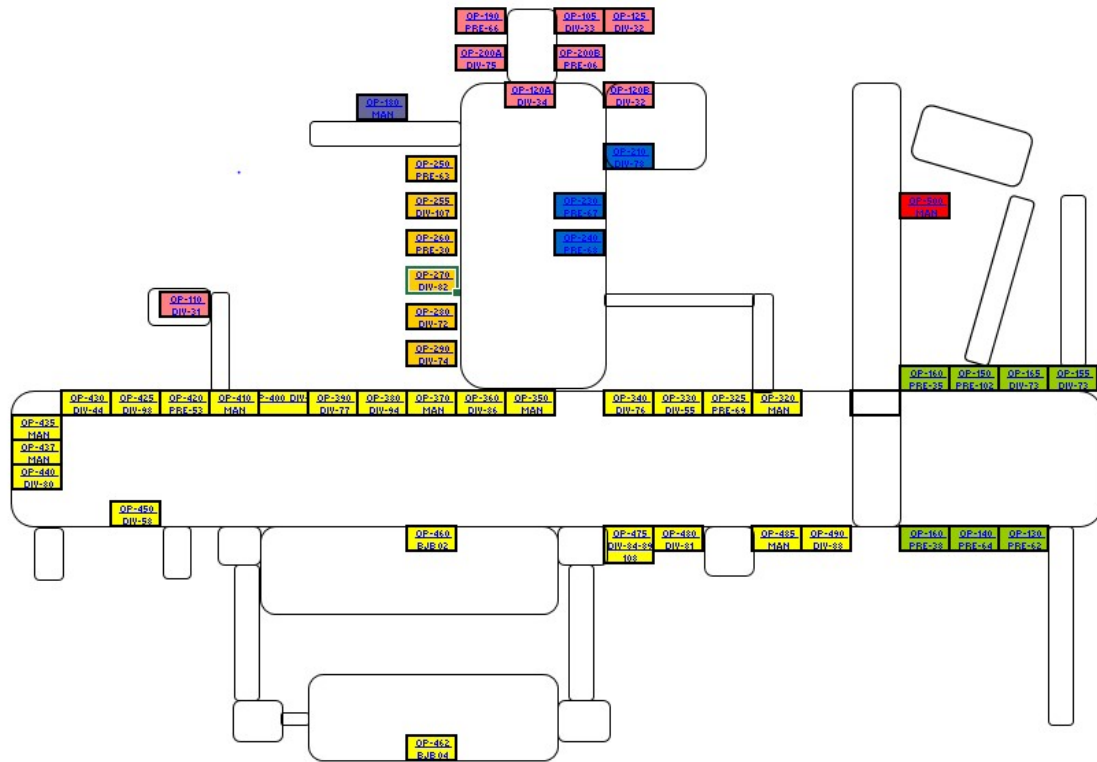 OP-190
PRE-66
OP-105
DIV-33
OP-125
DIV-32
OP-200A
DIV-75
OP-200B
PRE-06
OP-120A
DIV-34
OP-120B
DIV-32
OP-180
MAN
OP-210
DIV-78
OP-250
PRE-63
OP-255
DIV-107
OP-230
PRE-67
OP-500
MAN
OP-260
PRE-30
OP-240
PRE-68
OP-270
DIV-82
OP-110
DIV-31
OP-280
DIV-72
OP-290
DIV-74
OP-160
PRE-35
OP-150
PRE-102
OP-165
DIV-73
OP-155
DIV-73
OP-430
DIV-44
OP-425
DIV-98
OP-420
PRE-53
OP-410
MAN
P-400 DIV-
OP-390
DIV-77
OP-380
DIV-94
OP-370
MAN
OP-360
DIV-86
OP-350
MAN
OP-340
DIV-76
OP-330
DIV-55
OP-325
PRE-69
OP-320
MAN
OP-435
MAN
OP-437
MAN
OP-440
DIV-80
OP-450
DIV-58
OP-460
BJB 02
OP-475
DIV-84-89
108
OP-480
DIV-81
OP-485
MAN
OP-490
DIV-88
OP-160
PRE-38
OP-140
PRE-64
OP-130
PRE-62
OP-462
BJB 04